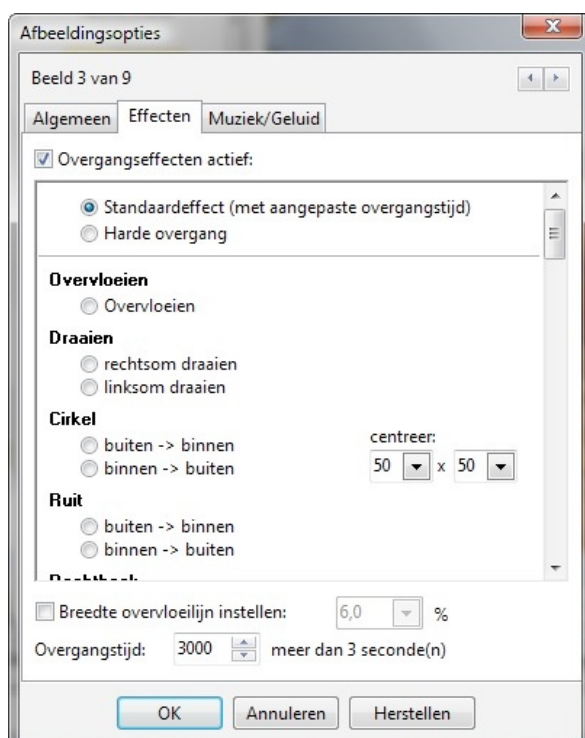 Afbeeldingsopties
Beeld 3 van 9
Algemeen Effecten Muziek/Geluid
Overgangseffecten actief:
Standaardeffect (met aangepaste overgangstijd)
Harde overgang
Overvloeien
Overvloeien
Draaien
rechtsom draaien
linksom draaien
Cirkel
buiten -> binnen
binnen -> buiten
centreer:
50 x 50
Ruit
buiten -> binnen
binnen -> buiten
Breedte overvloeilijn instellen: 6,0 %
Overgangstijd: 3000 meer dan 3 seconde(n)
OK Annuleren Herstellen